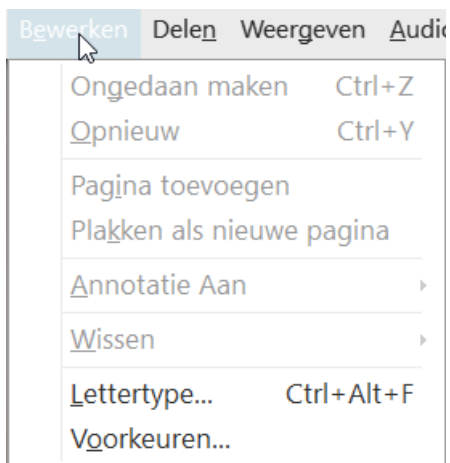 Bewerken Delen Weergeven Audi
Ongedaan maken Ctrl+Z
Opnieuw Ctrl+Y
Pagina toevoegen
Plakken als nieuwe pagina
Annotatie Aan
Wissen
Lettertype... Ctrl+Alt+F
Voorkeuren...